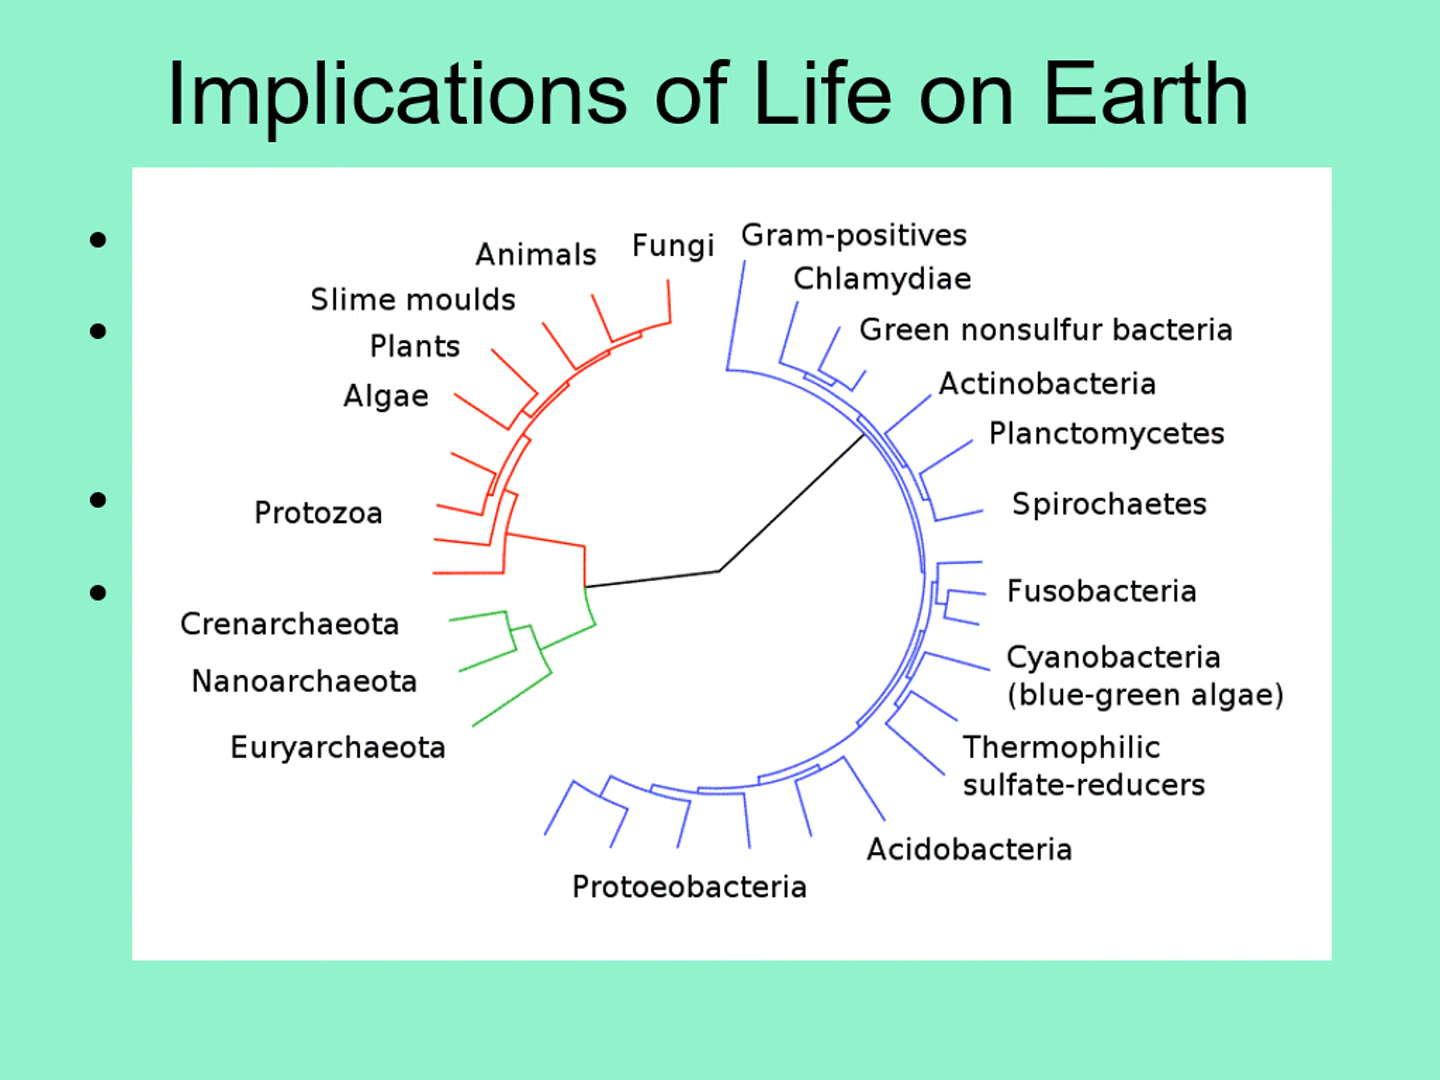 Implications of Life on Earth
•
•
•
•
Fungi
Animals
Slime moulds
Plants
Algae
Protozoa
Crenarchaeota
Nanoarchaeota
Euryarchaeota
Gram-positives
Chlamydiae
Green nonsulfur bacteria
Actinobacteria
Planctomycetes
Spirochaetes
Fusobacteria
Cyanobacteria
(blue-green algae)
Thermophilic
sulfate-reducers
Acidobacteria
Protoeobacteria